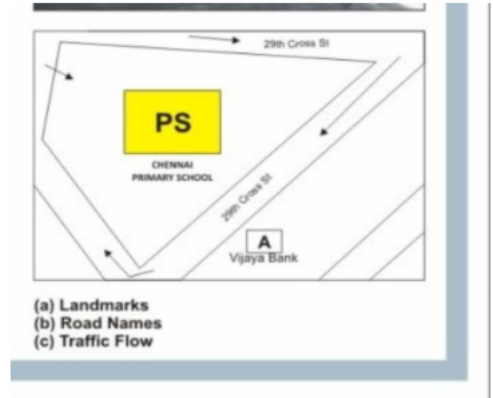 29th Cross St
PS
CHENNAI
PRIMARY SCHOOL
29th Cross St
A
Vijaya Bank
(a) Landmarks
(b) Road Names
(c) Traffic Flow